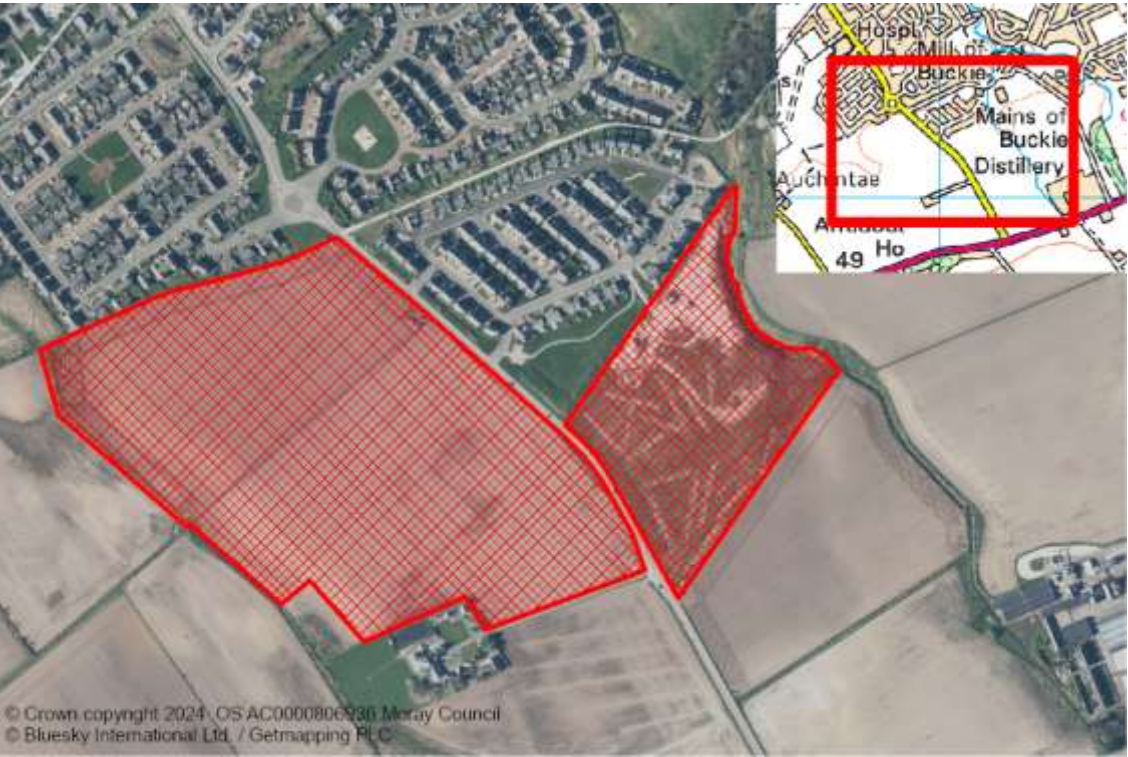 Hospl
Mill of
Buckie
Mains of
Buckie
Distillery
Auchintae
Ho
49
© Crown copyright 2024 OS AC0000806936 Moray Council
© Bluesky International Ltd. / Getmapping PLC